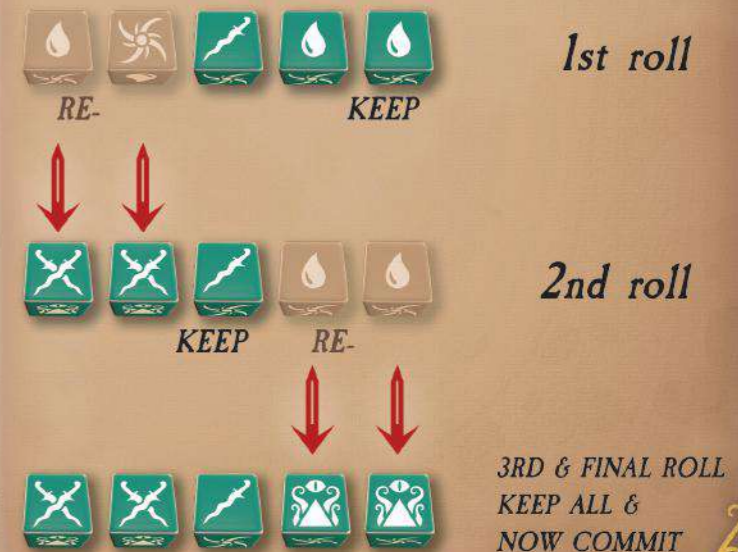 1st roll
RE-
KEEP
2nd roll
KEEP
RE-
3RD & FINAL ROLL
KEEP ALL &
NOW COMMIT